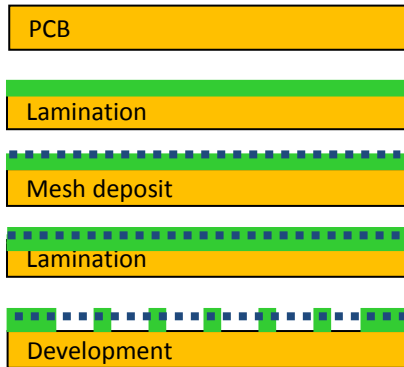 PCB
Lamination
Mesh deposit
Lamination
Development